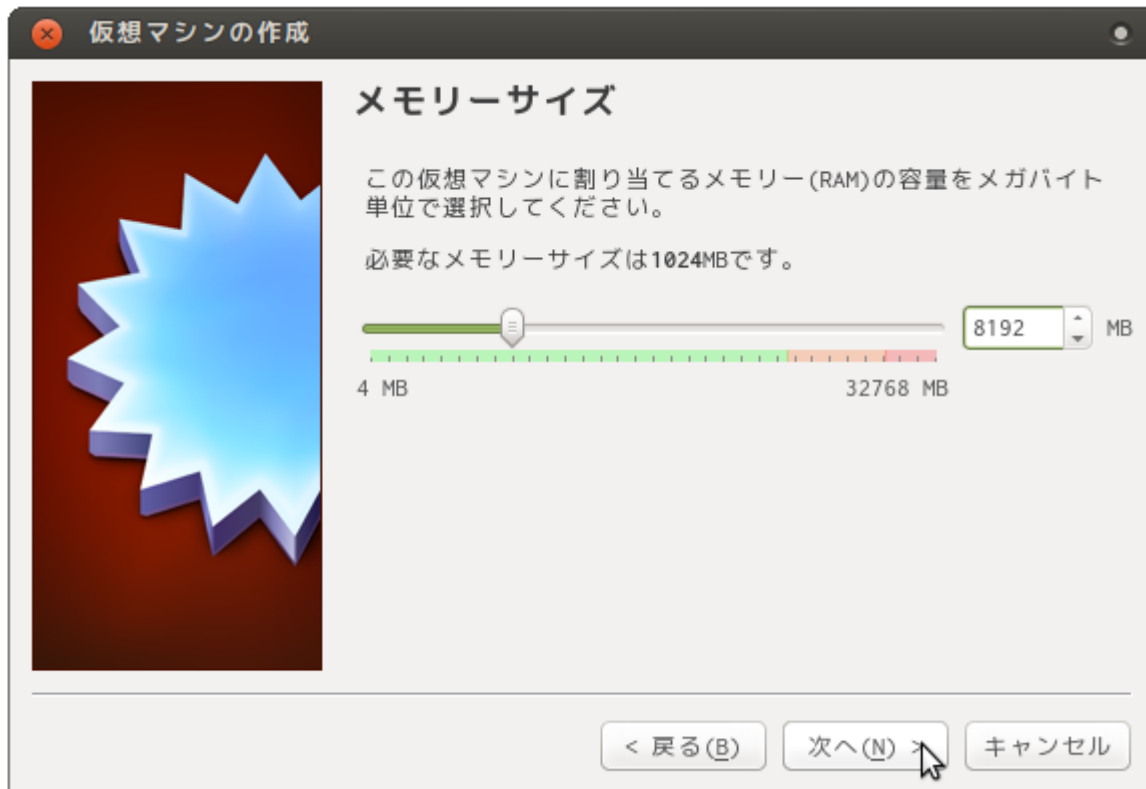 仮想マシンの作成
メモリーサイズ
この仮想マシンに割り当てるメモリー(RAM)の容量をメガバイト
単位で選択してください。
必要なメモリーサイズは1024MBです。
8192 MB
4 MB 32768 MB
< 戻る(B) 次へ(N) > キャンセル